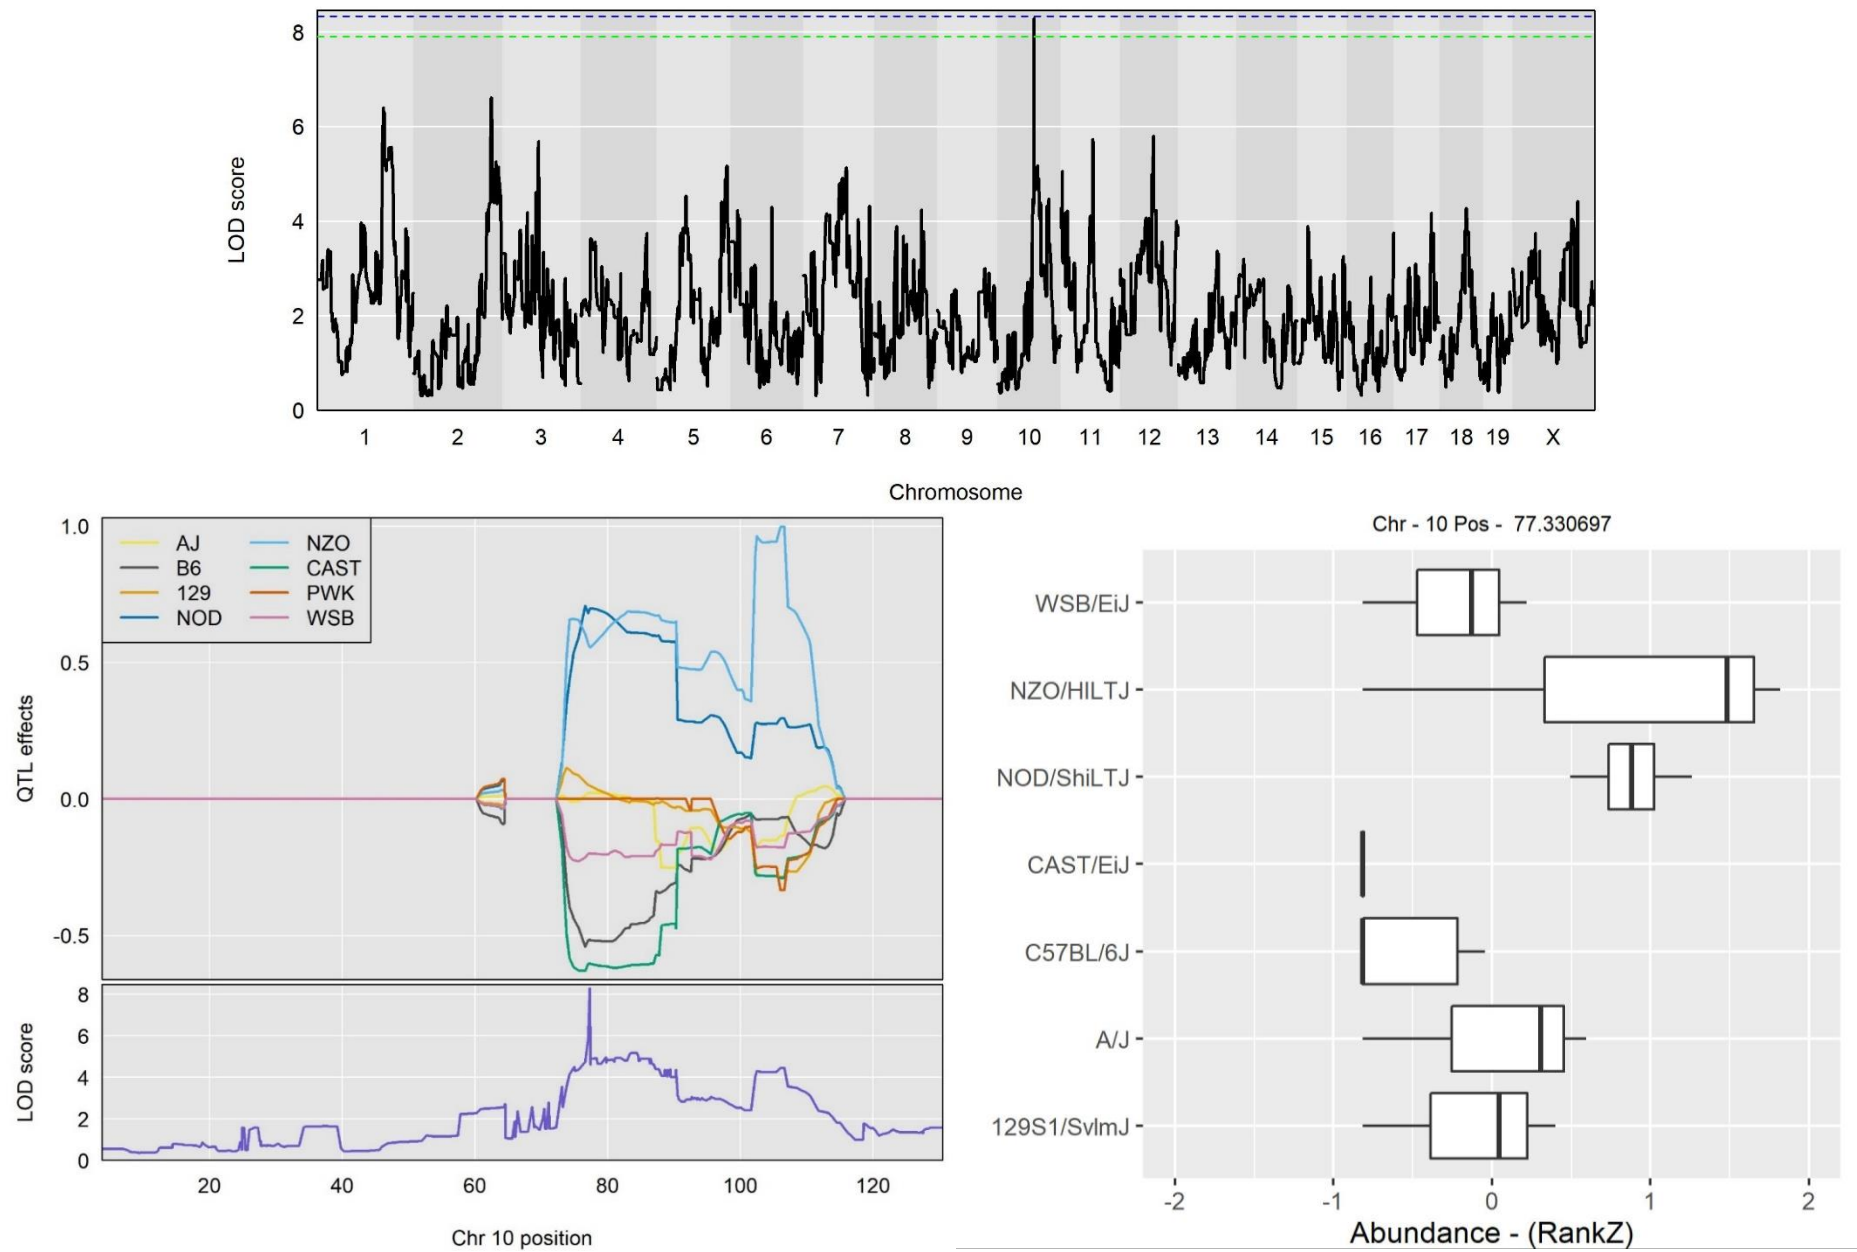 8
6
4
2
0
LOD score
1 2 3 4 5 6 7 8 9 10 11 12 13 14 15 16 17 18 19 X
Chromosome
1.0
0.5
0.0
-0.5
QTL effects
AJ NZO
B6 CAST
129 PWK
NOD WSB
8
6
4
2
0
LOD score
20 40 60 80 100 120
Chr 10 position
Chr - 10 Pos - 77.330697
WSB/EiJ
NZO/HlLTJ
NOD/ShiLTJ
CAST/EiJ
C57BL/6J
A/J
129S1/SvImJ
-2 -1 0 1 2
Abundance - (RankZ)